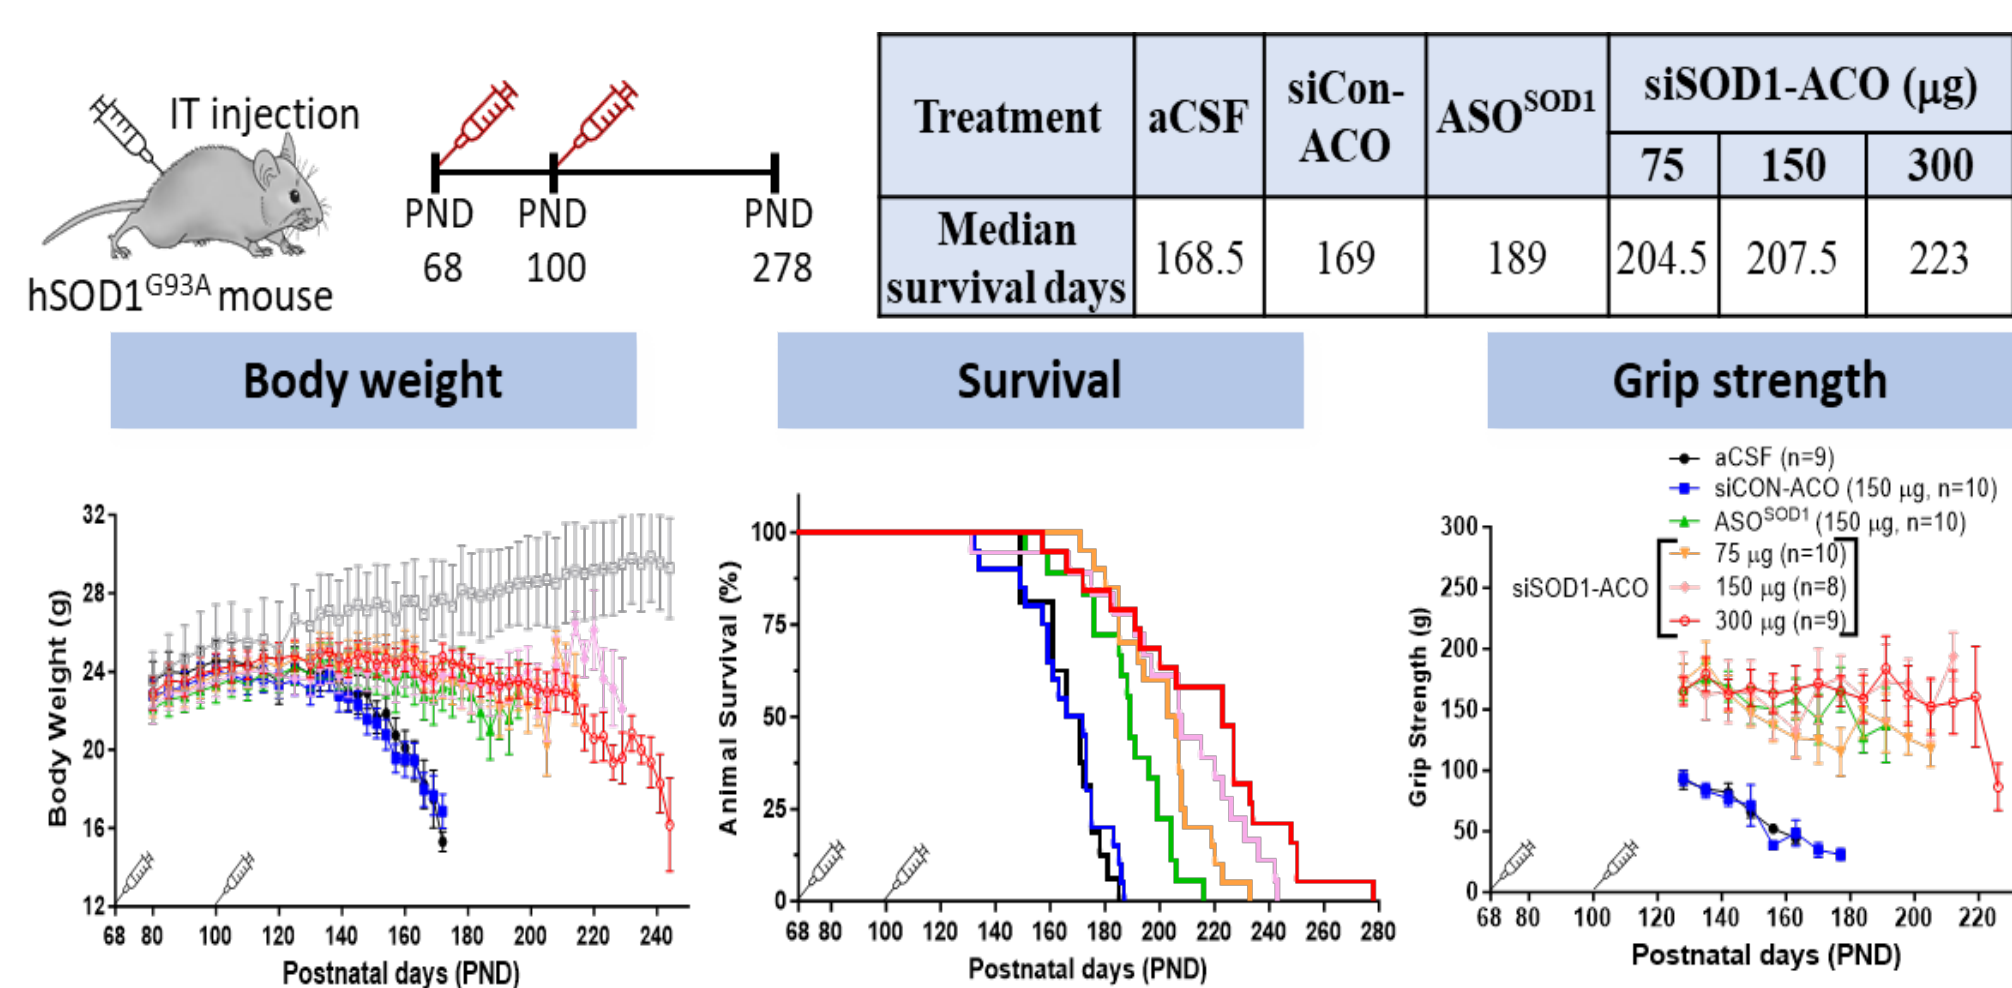 IT injection
hSOD1G93A mouse
PND PND PND
68 100 278
Treatment aCSF siCon-ACO ASOSOD1 siSOD1-ACO (µg)
75 150 300
Median survival days 168.5 169 189 204.5 207.5 223
Body weight
Survival
Grip strength
Body Weight (g)
32
28
24
20
16
12
68 80 100 120 140 160 180 200 220 240
Postnatal days (PND)
Animal Survival (%)
100
75
50
25
0
68 80 100 120 140 160 180 200 220 240 260 280
Postnatal days (PND)
aCSF (n=9)
siCON-ACO (150 µg, n=10)
ASOSOD1 (150 µg, n=10)
siSOD1-ACO
75 µg (n=10)
150 µg (n=8)
300 µg (n=9)
Grip Strength (g)
300
250
200
150
100
50
0
68 80 100 120 140 160 180 200 220
Postnatal days (PND)